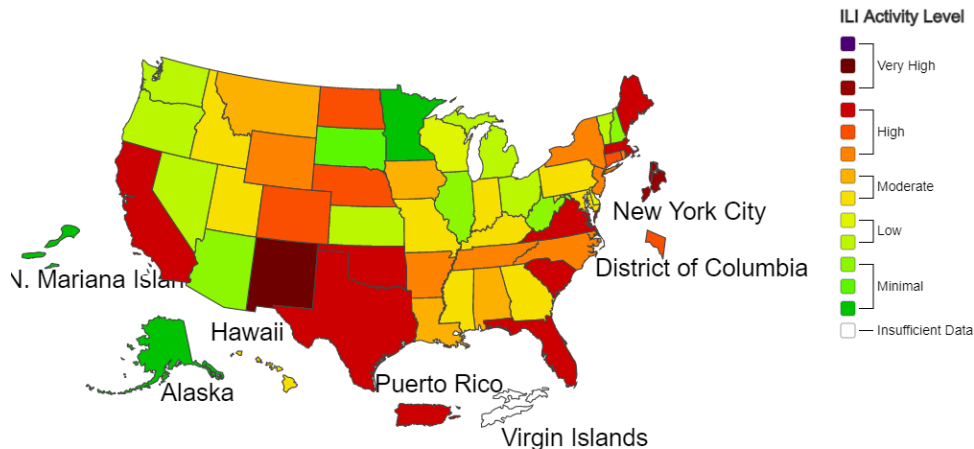 ILI Activity Level
Very High
High
Moderate
Low
Minimal
Insufficient Data
New York City
District of Columbia
N. Mariana Islan
Hawaii
Alaska
Puerto Rico
Virgin Islands